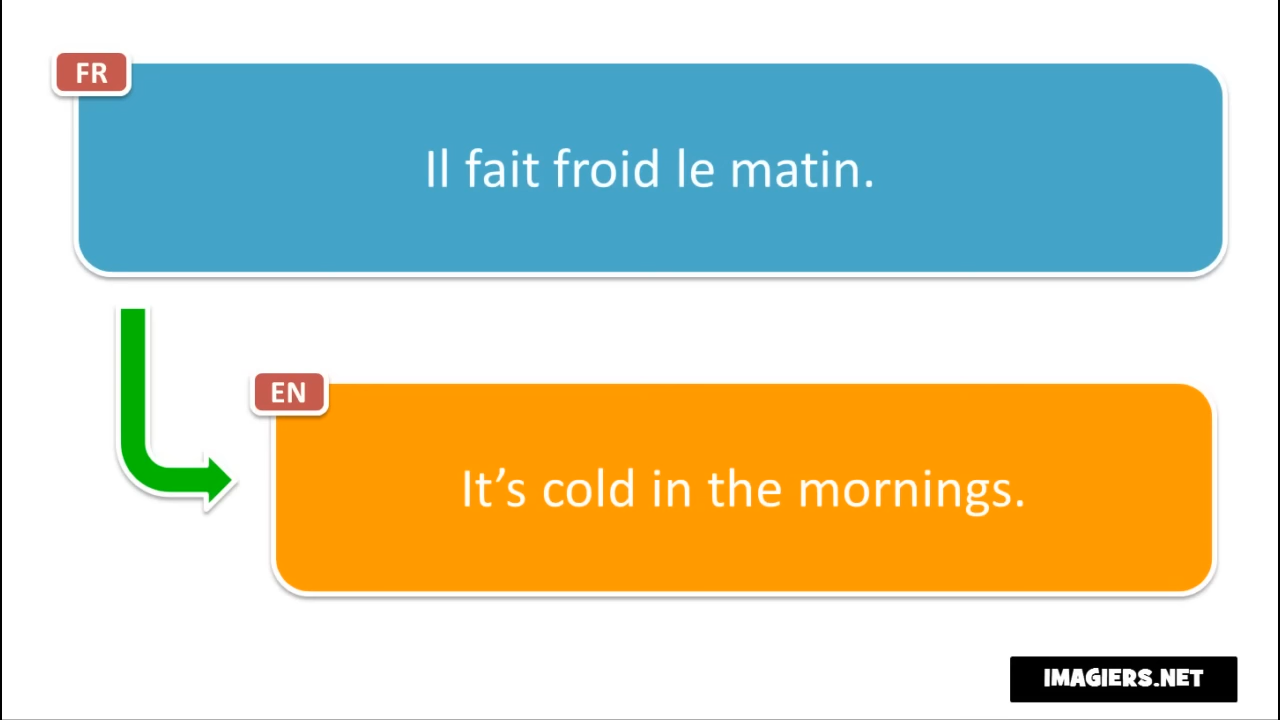 FR
Il fait froid le matin.
EN
It’s cold in the mornings.
IMAGIERS.NET